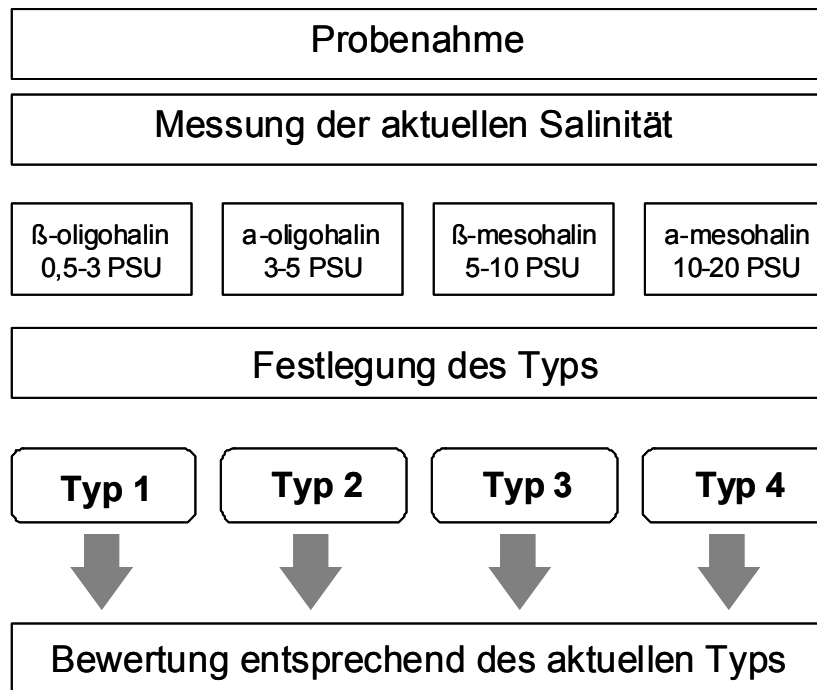 Probenahme
Messung der aktuellen Salinität
ß-oligohalin
0,5-3 PSU
a-oligohalin
3-5 PSU
ß-mesohalin
5-10 PSU
a-mesohalin
10-20 PSU
Festlegung des Typs
Typ 1
Typ 2
Typ 3
Typ 4
Bewertung entsprechend des aktuellen Typs